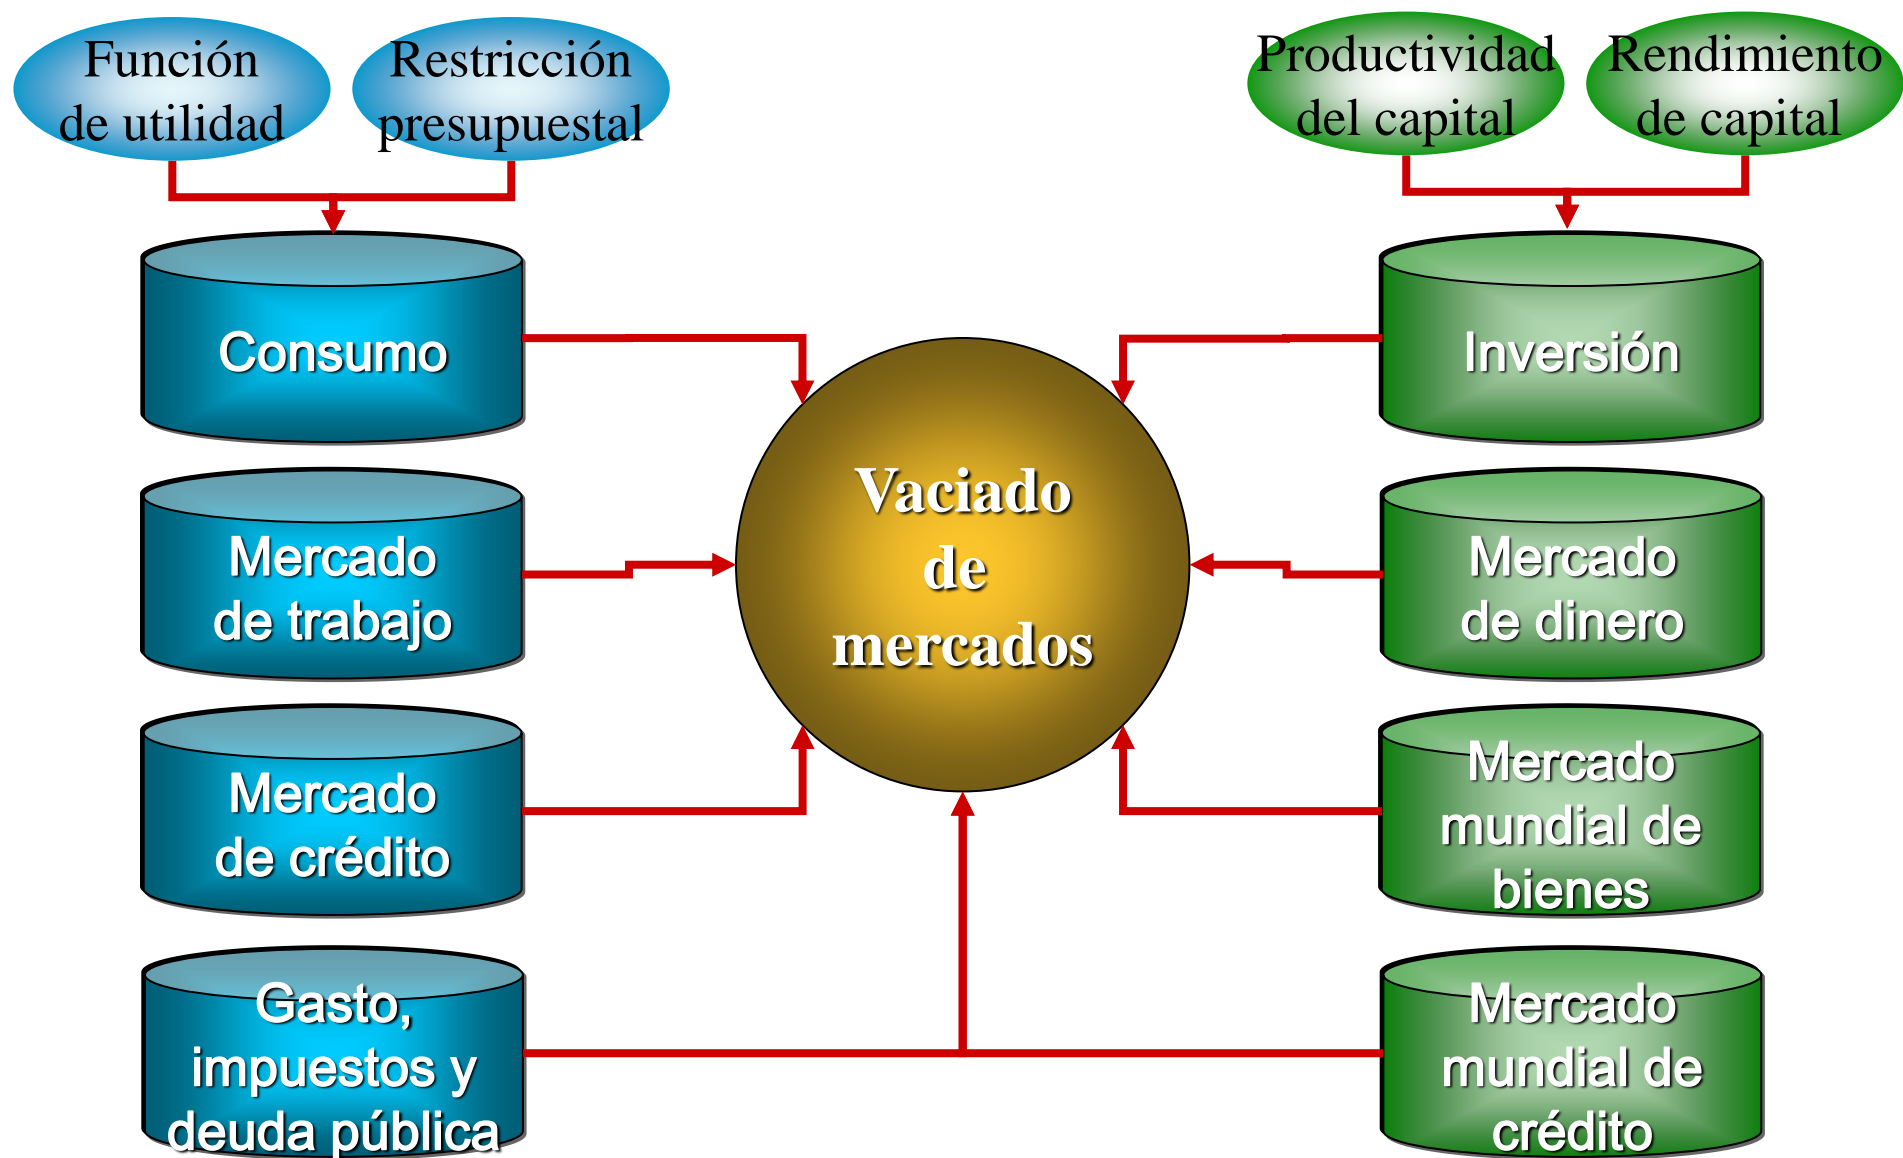 Función
de utilidad
Restricción
presupuestal
Productividad
del capital
Rendimiento
de capital
Consumo
Inversión
Vaciado
de
mercados
Mercado
de trabajo
Mercado
de dinero
Mercado
de crédito
Mercado
mundial de
bienes
Gasto,
impuestos y
deuda pública
Mercado
mundial de
crédito